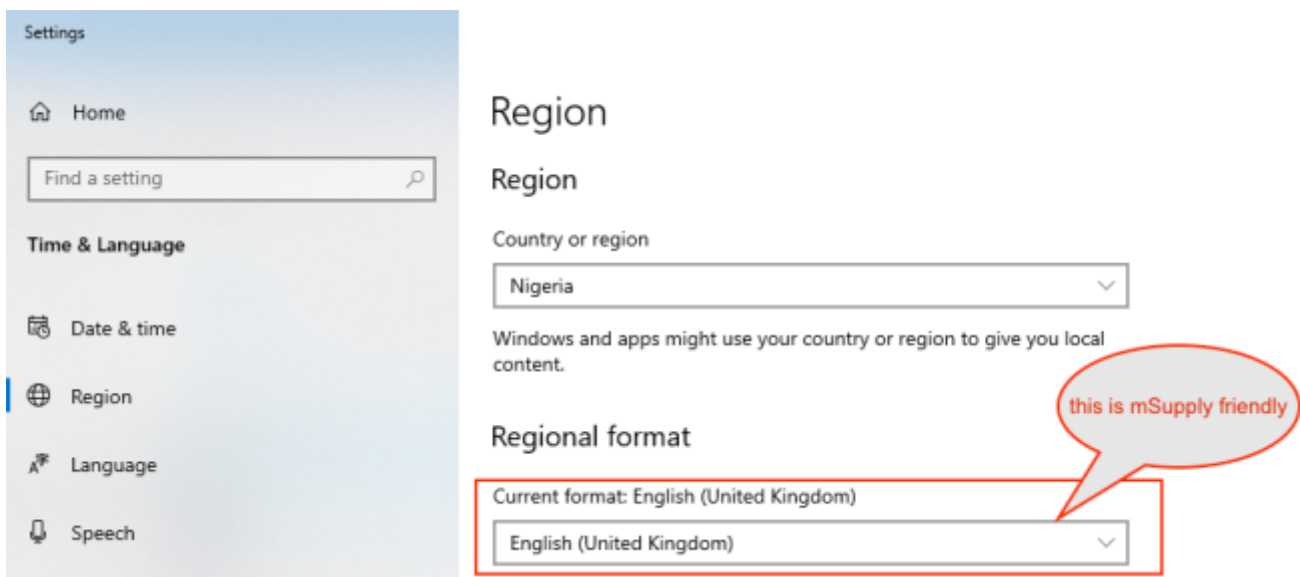 Settings
Home
Find a setting
Time & Language
Date & time
Region
Language
Speech
Region
Region
Country or region
Nigeria
Windows and apps might use your country or region to give you local
content.
this is mSupply friendly
Regional format
Current format: English (United Kingdom)
English (United Kingdom)